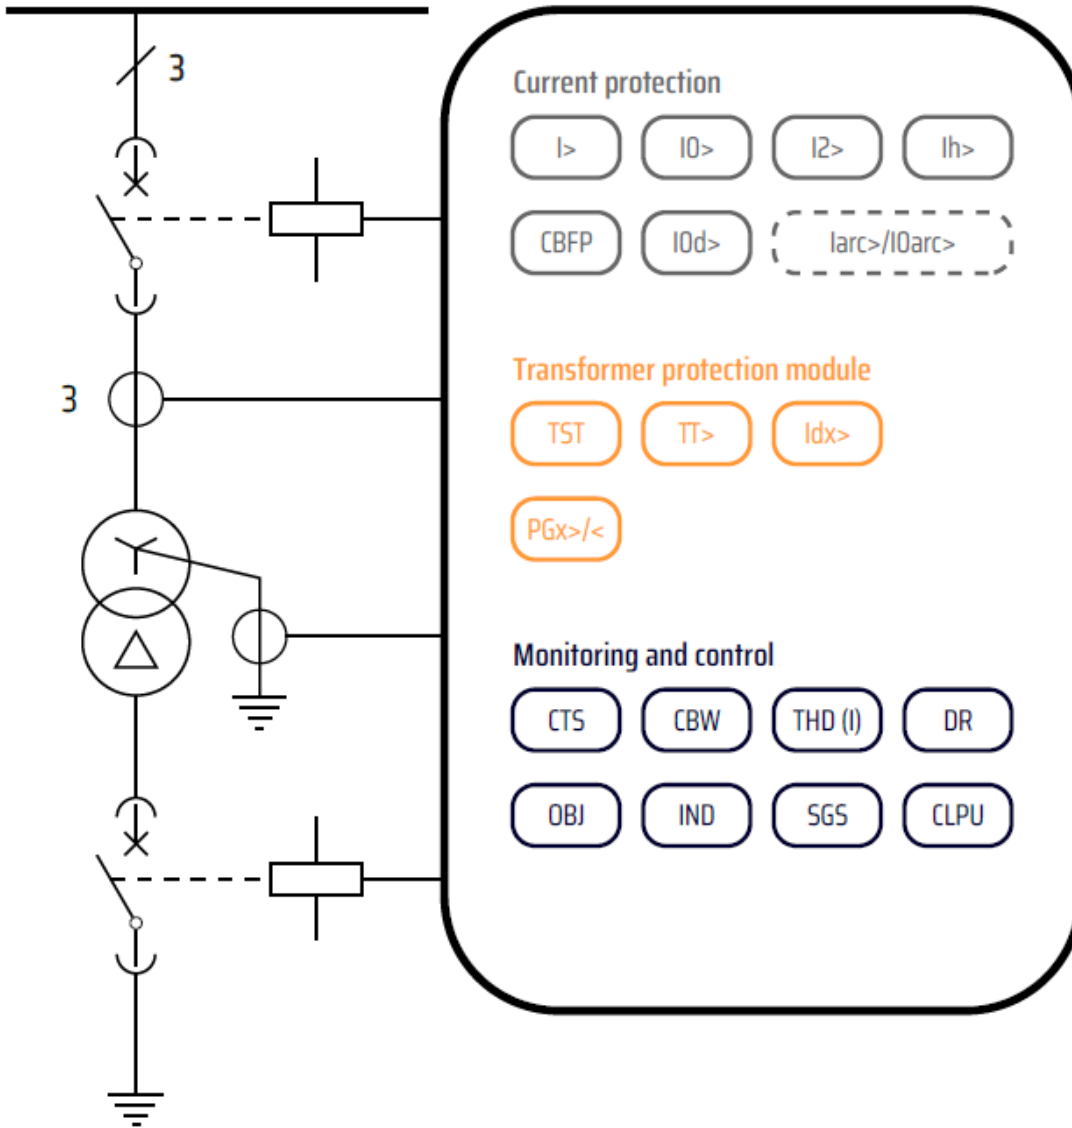 3
Current protection
I> I0> I2> Ih>
CBFP I0d> Iarc>/I0arc>
Transformer protection module
3
TST TT> Idx>
PGx>/<
Monitoring and control
CTS CBW THD (I) DR
OBJ IND SGS CLPU